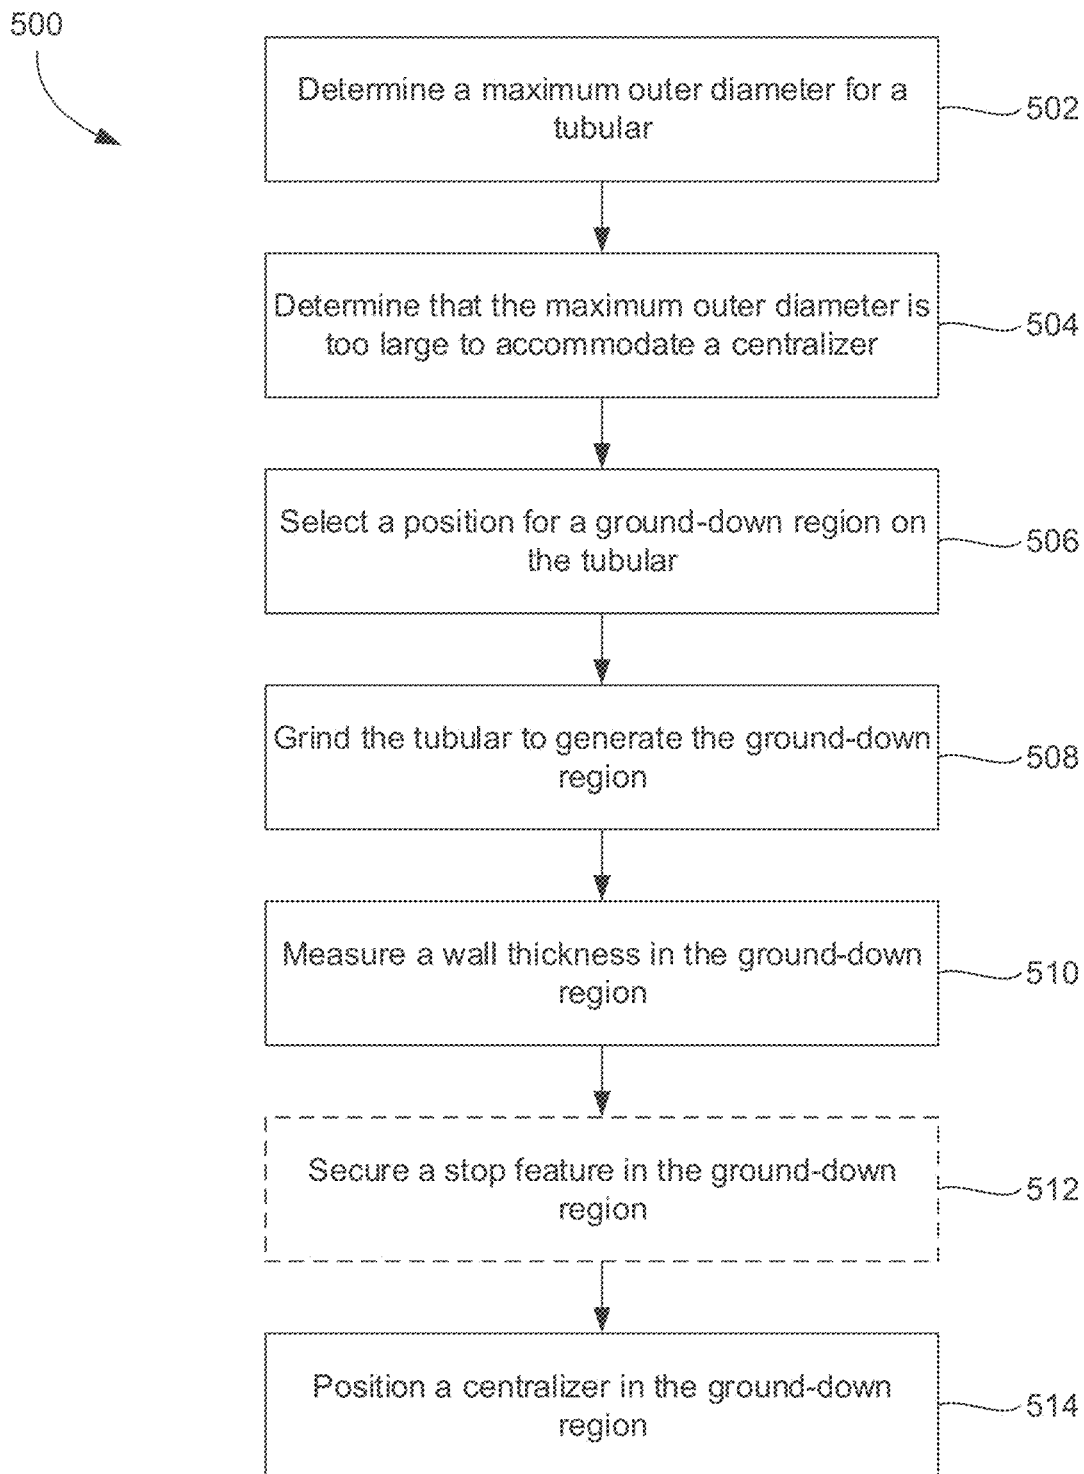 500
Determine a maximum outer diameter for a
tubular
502
Determine that the maximum outer diameter is
too large to accommodate a centralizer
504
Select a position for a ground-down region on
the tubular
506
Grind the tubular to generate the ground-down
region
508
Measure a wall thickness in the ground-down
region
510
Secure a stop feature in the ground-down
region
512
Position a centralizer in the ground-down
region
514